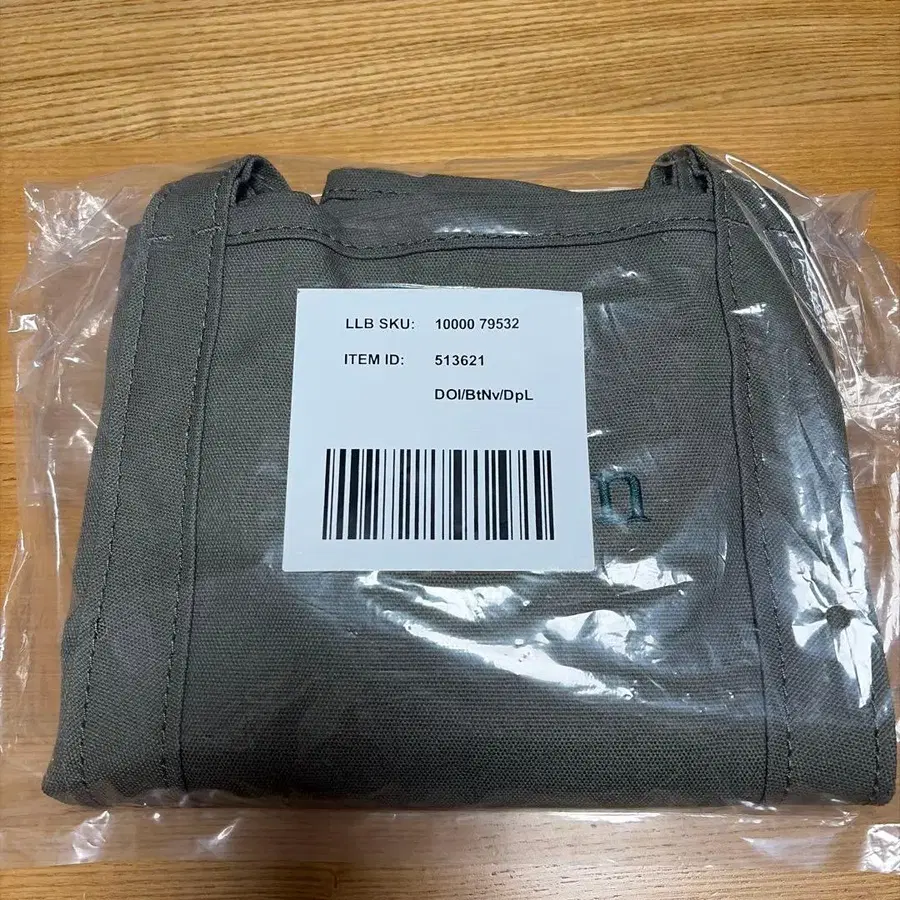 LLB SKU: 10000 79532
ITEM ID: 513621
DOl/BtNv/DpL
n